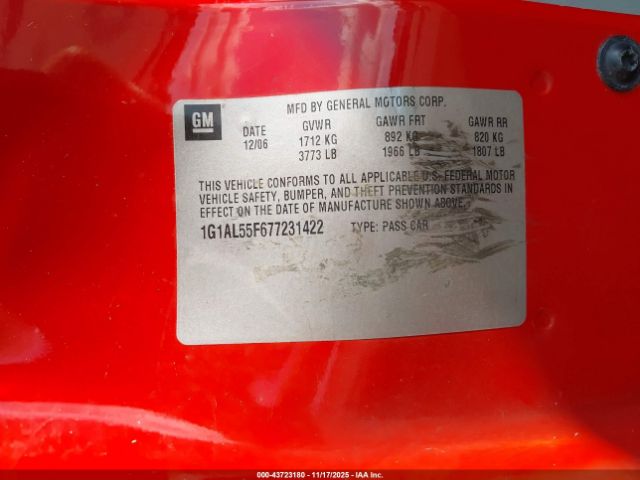 GM
MFD BY GENERAL MOTORS CORP.
DATE GVWR GAWR FRT GAWR RR
12/06 1712 KG 892 KG 820 KG
3773 LB 1966 LB 1807 LB
THIS VEHICLE CONFORMS TO ALL APPLICABLE U.S. FEDERAL MOTOR
VEHICLE SAFETY, BUMPER, AND THEFT PREVENTION STANDARDS IN
EFFECT ON THE DATE OF MANUFACTURE SHOWN ABOVE.
1G1AL55F677231422 TYPE: PASS CAR
000-43723180 - 11/17/2025 - IAA Inc.